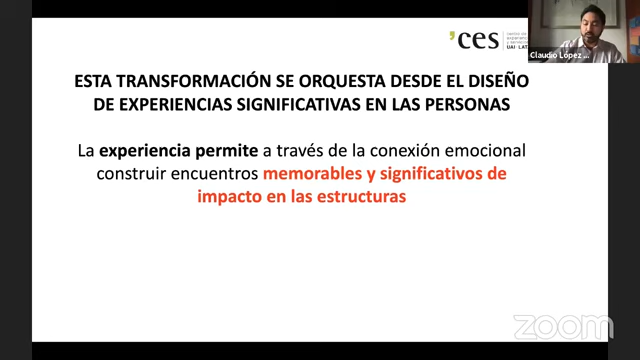 'ces
UAI
Claudio López ...
ESTA TRANSFORMACIÓN SE ORQUESTA DESDE EL DISEÑO
DE EXPERIENCIAS SIGNIFICATIVAS EN LAS PERSONAS
La experiencia permite a través de la conexión emocional
construir encuentros memorables y significativos de
impacto en las estructuras
zoom